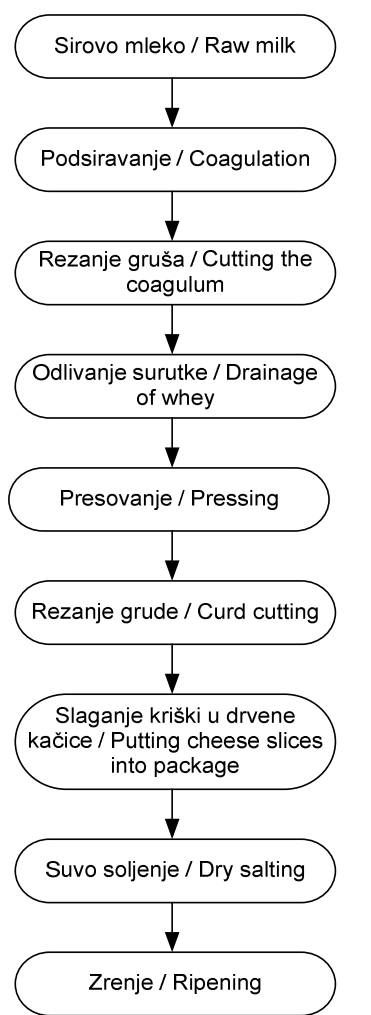 Sirovo mleko / Raw milk
Podsiravanje / Coagulation
Rezanje gruša / Cutting the
coagulum
Odlivanje surutke / Drainage
of whey
Presovanje / Pressing
Rezanje grude / Curd cutting
Slaganje kriški u drvene
kačice / Putting cheese slices
into package
Suvo soljenje / Dry salting
Zrenje / Ripening